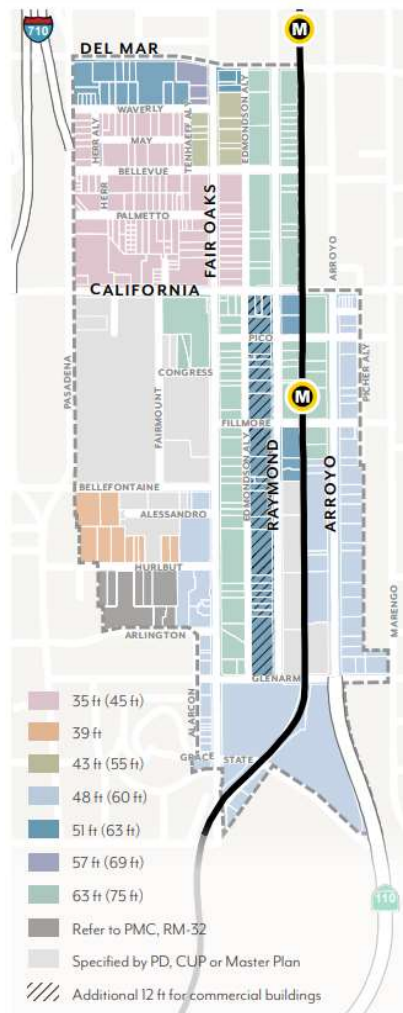 710
M
DEL MAR
WAVERLY
HERR ALY
MAY
TENHAEFF ALY
EDMONDSON ALY
BELLEVUE
HERR
PALMETTO
FAIR OAKS
ARROYO
CALIFORNIA
PICO
PICHER ALY
PASADENA
CONGRESS
M
FAIRMOUNT
FILLMORE
EDMONDSON ALY
RAYMOND
ARROYO
BELLEFONTAINE
ALESSANDRO
HURLBUT
MARENGO
ARLINGTON
GLENARM
ALARCON
GRACE
STATE
35 ft (45 ft)
39 ft
43 ft (55 ft)
48 ft (60 ft)
51 ft (63 ft)
57 ft (69 ft)
63 ft (75 ft)
110
Refer to PMC, RM-32
Specified by PD, CUP or Master Plan
Additional 12 ft for commercial buildings